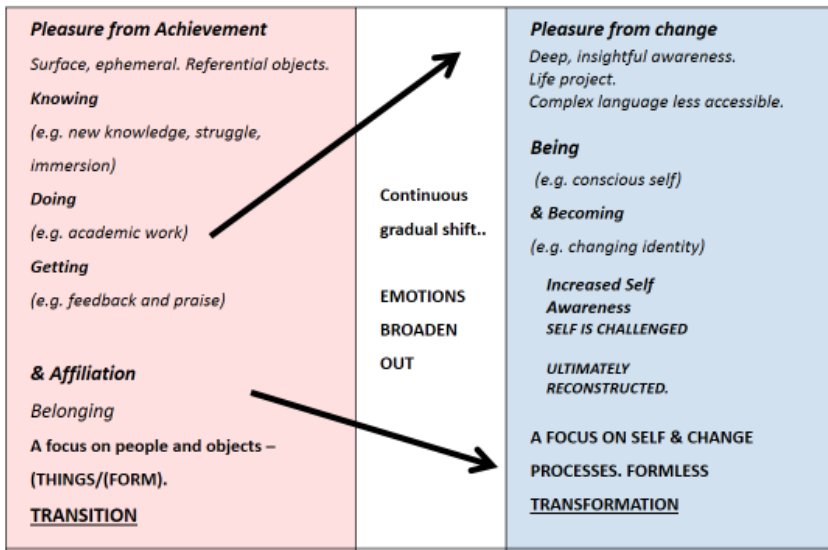 Pleasure from Achievement
Surface, ephemeral. Referential objects.
Knowing
(e.g. new knowledge, struggle,
immersion)
Doing
(e.g. academic work)
Getting
(e.g. feedback and praise)
& Affiliation
Belonging
A focus on people and objects –
(THINGS/(FORM).
TRANSITION
Continuous
gradual shift..
EMOTIONS
BROADEN
OUT
Pleasure from change
Deep, insightful awareness.
Life project.
Complex language less accessible.
Being
(e.g. conscious self)
& Becoming
(e.g. changing identity)
Increased Self
Awareness
SELF IS CHALLENGED
ULTIMATELY
RECONSTRUCTED.
A FOCUS ON SELF & CHANGE
PROCESSES. FORMLESS
TRANSFORMATION